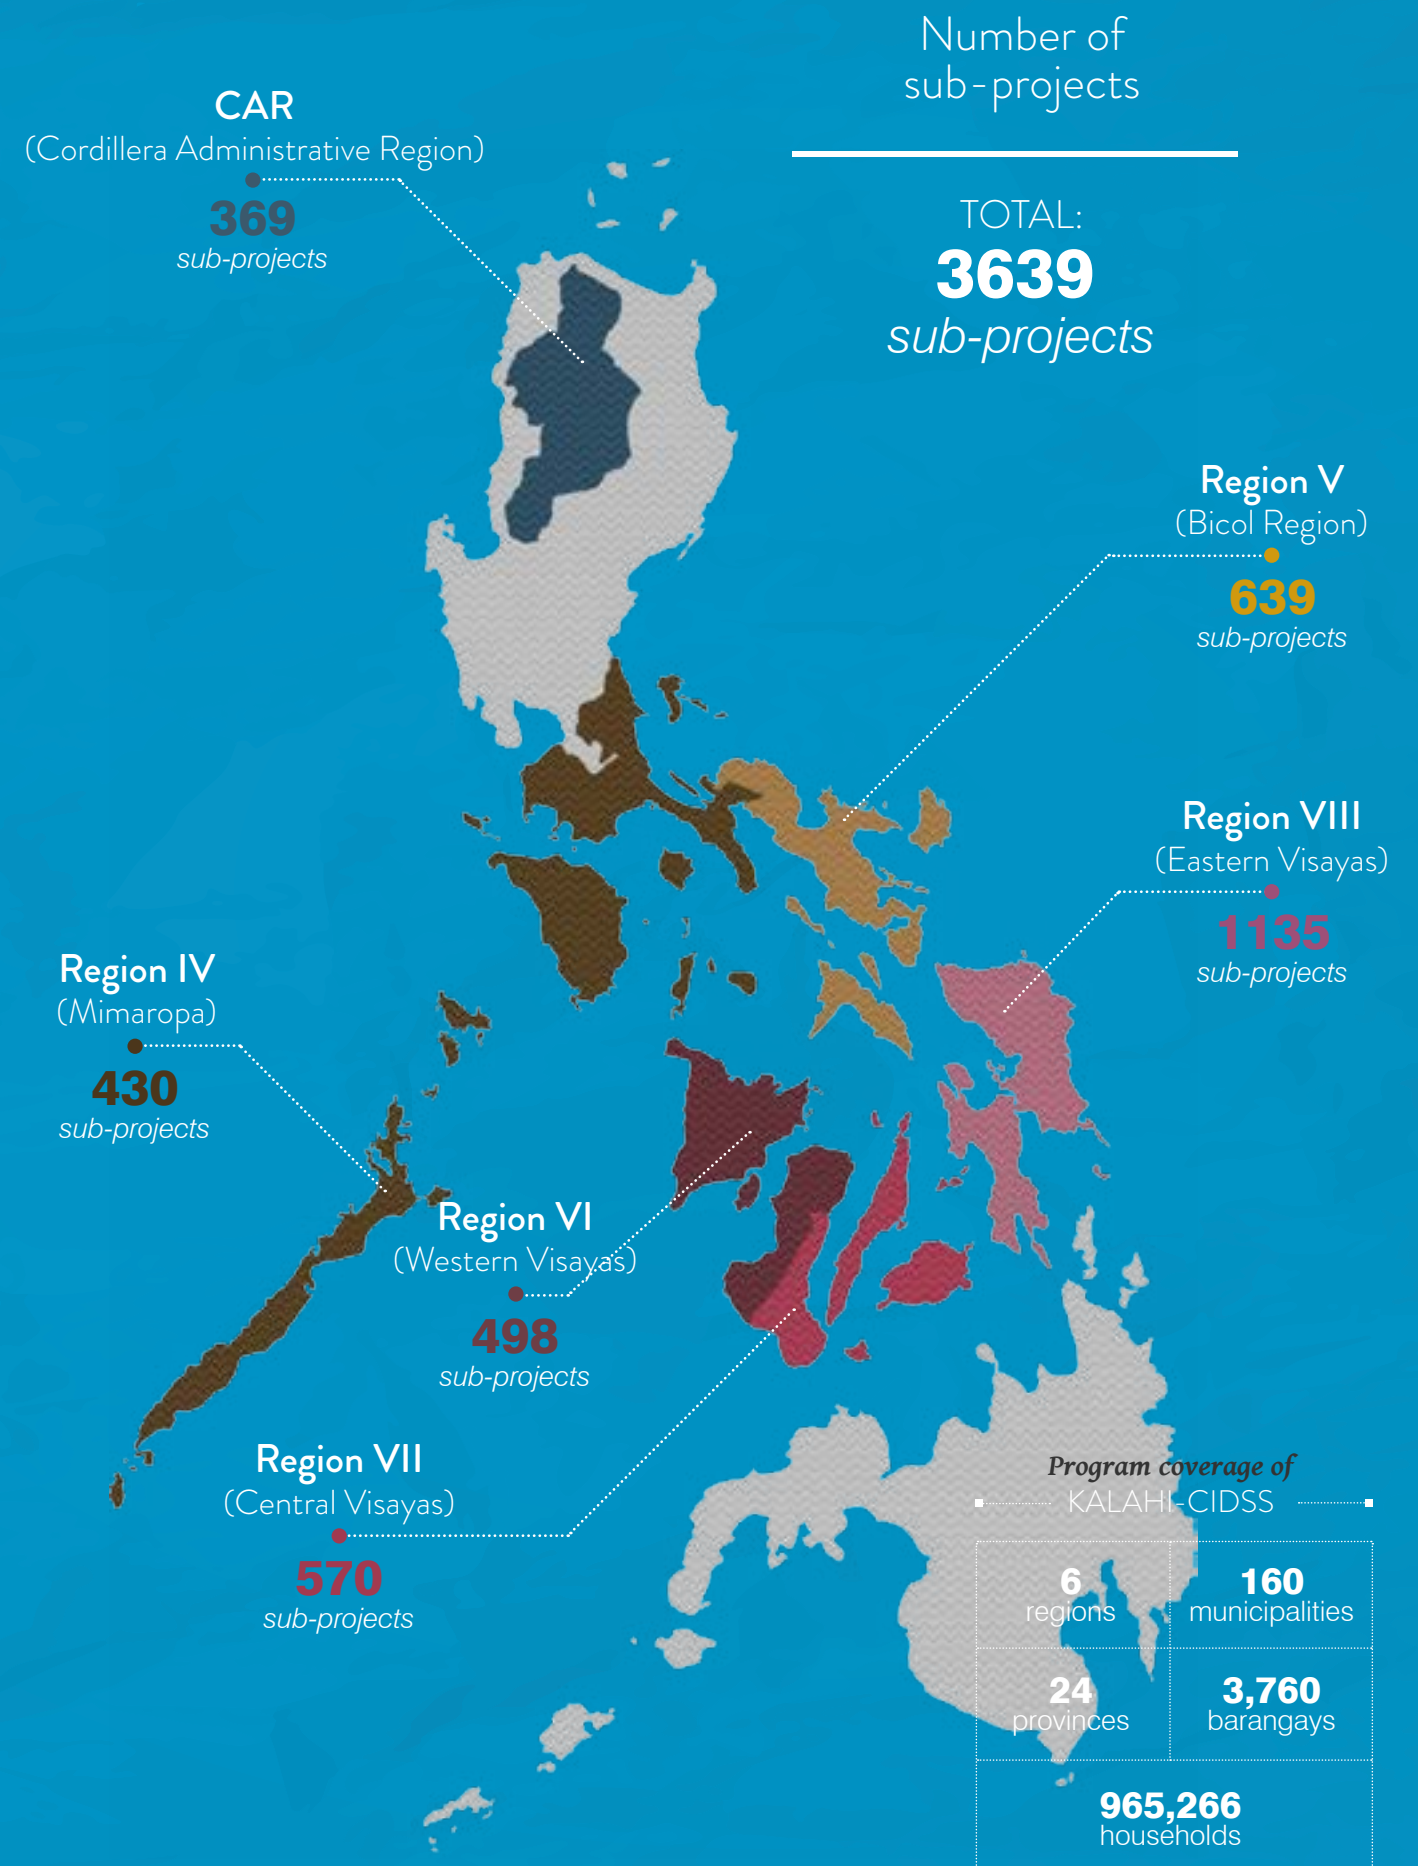 Number of
sub-projects
TOTAL:
3639
sub-projects
CAR
(Cordillera Administrative Region)
369
sub-projects
Region V
(Bicol Region)
639
sub-projects
Region VIII
(Eastern Visayas)
1135
sub-projects
Region IV
(Mimaropa)
430
sub-projects
Region VI
(Western Visayas)
498
sub-projects
Region VII
(Central Visayas)
570
sub-projects
Program coverage of
KALAHI-CIDSS
6
regions
160
municipalities
24
provinces
3,760
barangays
965,266
households